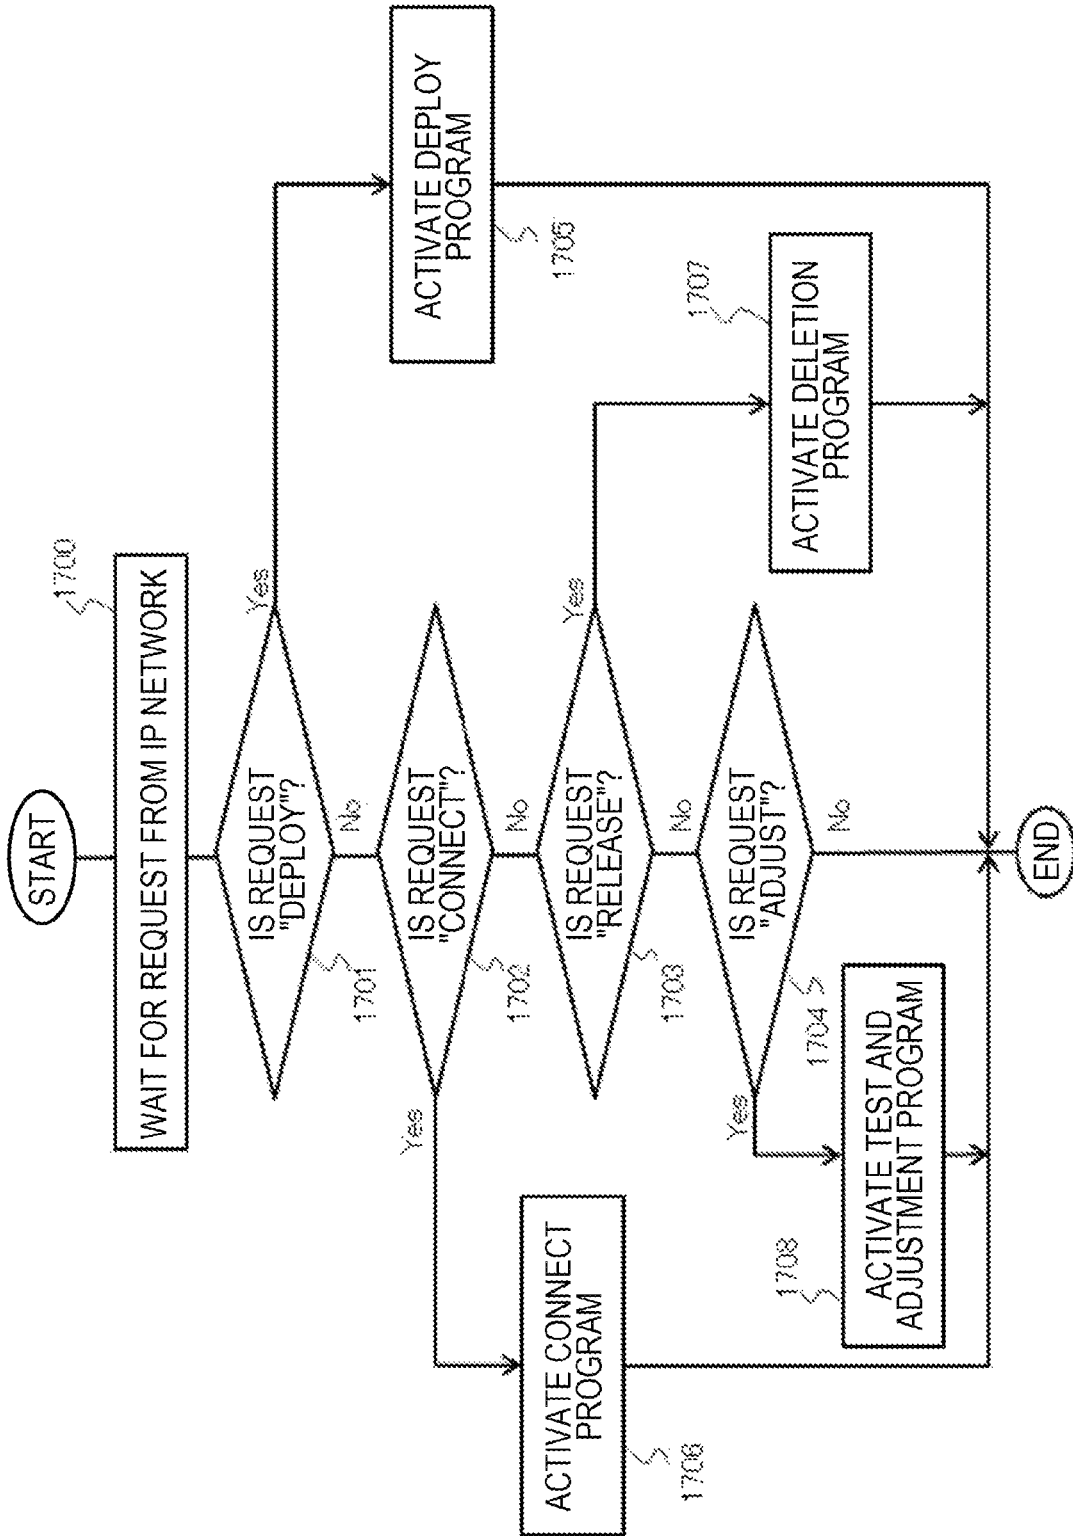 START
1700
WAIT FOR REQUEST FROM IP NETWORK
IS REQUEST
"DEPLOY"?
Yes
No
1701
ACTIVATE DEPLOY
PROGRAM
1705
IS REQUEST
"CONNECT"?
Yes
No
1702
ACTIVATE CONNECT
PROGRAM
1706
IS REQUEST
"RELEASE"?
Yes
No
1703
ACTIVATE DELETION
PROGRAM
1707
IS REQUEST
"ADJUST"?
Yes
No
1704
ACTIVATE TEST AND
ADJUSTMENT PROGRAM
1708
END